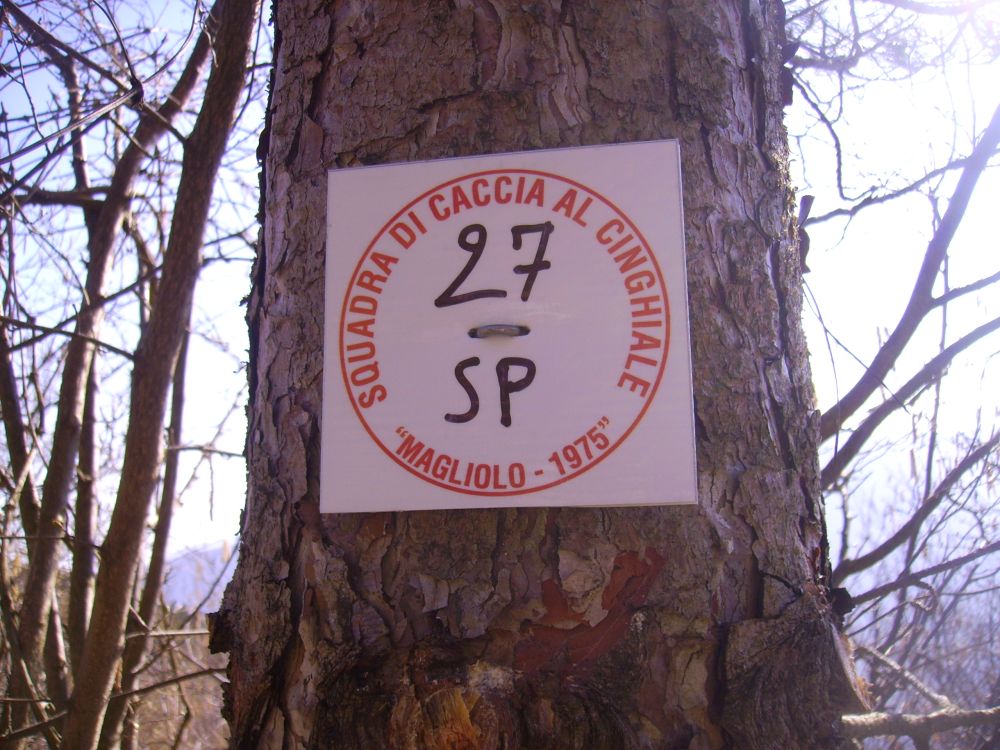 SQUADRA DI CACCIA AL CINGHIALE
27
SP
"MAGLIOLO - 1975"